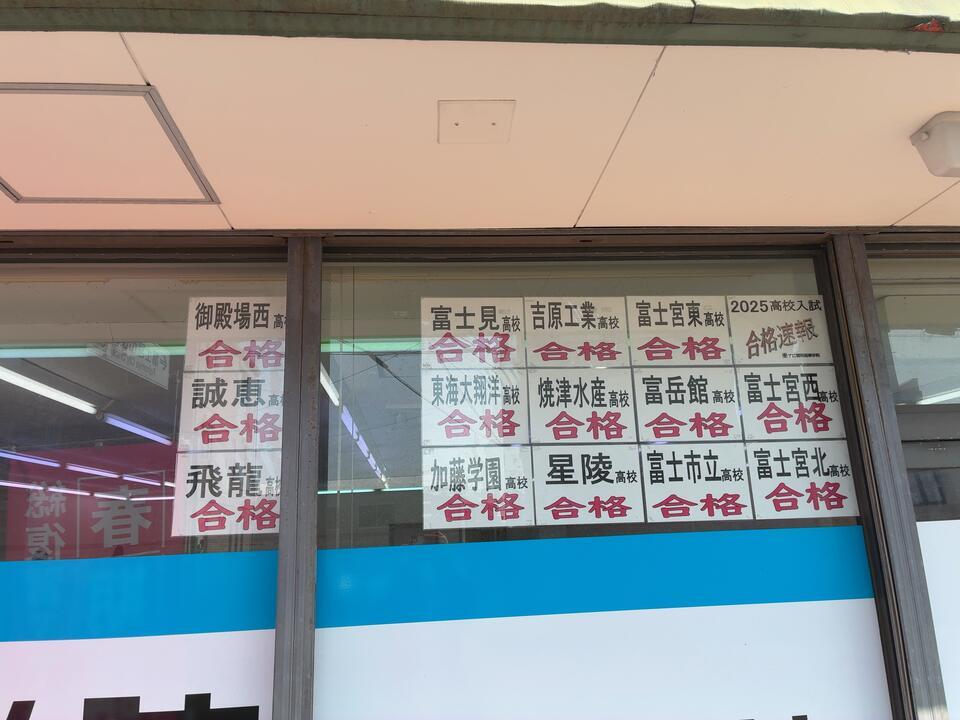 2025高校入試
合格速報
富士宮西高校
合格
富士宮北高校
合格
富士宮東高校
合格
富岳館高校
合格
富士市立高校
合格
吉原工業高校
合格
焼津水産高校
合格
星陵高校
合格
富士見高校
合格
東海大翔洋高校
合格
加藤学園高校
合格
御殿場西高校
合格
誠恵高校
合格
飛龍高校
合格
春
総復